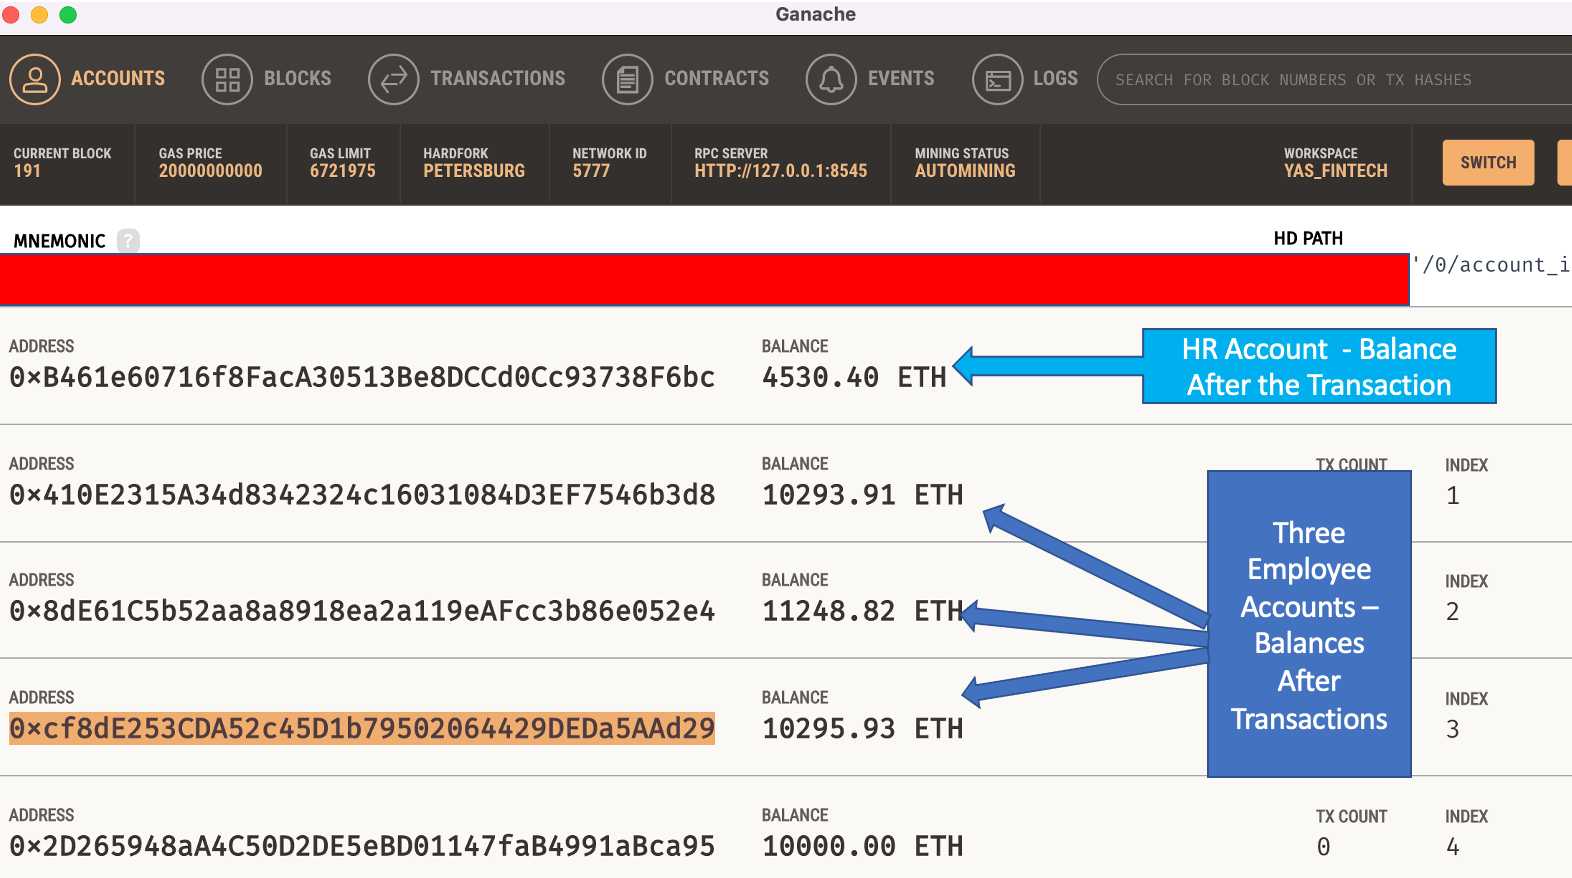 Ganache
ACCOUNTS BLOCKS TRANSACTIONS CONTRACTS EVENTS LOGS SEARCH FOR BLOCK NUMBERS OR TX HASHES
CURRENT BLOCK GAS PRICE GAS LIMIT HARDFORK NETWORK ID RPC SERVER MINING STATUS WORKSPACE
191 20000000000 6721975 PETERSBURG 5777 HTTP://127.0.0.1:8545 AUTOMINING YAS_FINTECH SWITCH
MNEMONIC ? HD PATH
'/0/account_i
ADDRESS BALANCE
0×B461e60716f8FacA30513Be8DCCd0Cc93738F6bc 4530.40 ETH
HR Account - Balance
After the Transaction
ADDRESS BALANCE TX COUNT INDEX
0×410E2315A34d8342324c16031084D3EF7546b3d8 10293.91 ETH 1
ADDRESS BALANCE INDEX
0×8dE61C5b52aa8a8918ea2a119eAFcc3b86e052e4 11248.82 ETH 2
ADDRESS BALANCE INDEX
0×cf8dE253CDA52c45D1b79502064429DEDa5AAd29 10295.93 ETH 3
Three
Employee
Accounts –
Balances
After
Transactions
ADDRESS BALANCE TX COUNT INDEX
0×2D265948aA4C50D2DE5eBD01147faB4991aBca95 10000.00 ETH 0 4